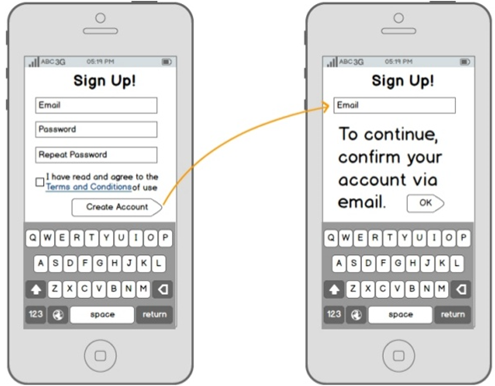 ABC 3G 05:19 PM
Sign Up!
Email
Password
Repeat Password
I have read and agree to the
Terms and Conditions of use
Create Account
Q W E R T Y U I O P
A S D F G H J K L
Z X C V B N M
123 space return
ABC 3G 05:19 PM
Sign Up!
Email
To continue,
confirm your
account via
email. OK
Q W E R T Y U I O P
A S D F G H J K L
Z X C V B N M
123 space return